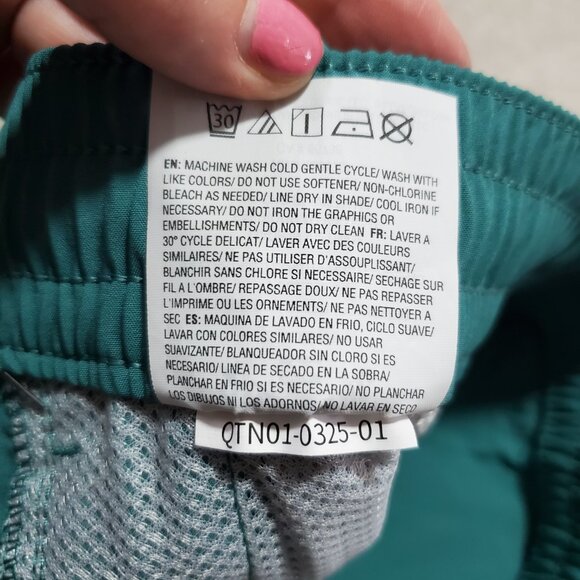 30
EN: MACHINE WASH COLD GENTLE CYCLE/ WASH WITH
LIKE COLORS/ DO NOT USE SOFTENER/ NON-CHLORINE
BLEACH AS NEEDED/ LINE DRY IN SHADE/ COOL IRON IF
NECESSARY/ DO NOT IRON THE GRAPHICS OR
EMBELLISHMENTS/ DO NOT DRY CLEAN FR: LAVER A
30° CYCLE DELICAT/ LAVER AVEC DES COULEURS
SIMILAIRES/ NE PAS UTILISER D'ASSOUPLISSANT/
BLANCHIR SANS CHLORE SI NECESSAIRE/ SECHAGE SUR
FIL A L'OMBRE/ REPASSAGE DOUX/ NE PAS REPASSER
L'IMPRIME OU LES ORNEMENTS/ NE PAS NETTOYER A
SEC ES: MAQUINA DE LAVADO EN FRIO, CICLO SUAVE/
LAVAR CON COLORES SIMILARES/ NO USAR
SUAVIZANTE/ BLANQUEADOR SIN CLORO SI ES
NECESARIO/ LINEA DE SECADO EN LA SOBRA/
PLANCHAR EN FRIO SI ES NECESARIO/ NO PLANCHAR
LOS DIBUJOS NI LOS ADORNOS/ NO LAVAR EN SECO
QTN01-0325-01